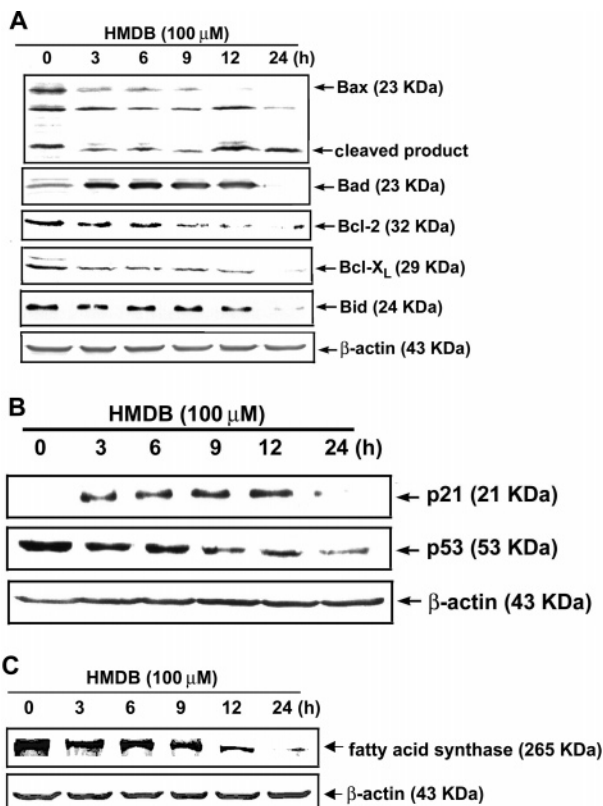 A
HMDB (100 μM)
0 3 6 9 12 24 (h)
Bax (23 KDa)
cleaved product
Bad (23 KDa)
Bcl-2 (32 KDa)
Bcl-XL (29 KDa)
Bid (24 KDa)
β-actin (43 KDa)
B
HMDB (100 μM)
0 3 6 9 12 24 (h)
p21 (21 KDa)
p53 (53 KDa)
β-actin (43 KDa)
C
HMDB (100 μM)
0 3 6 9 12 24 (h)
fatty acid synthase (265 KDa)
β-actin (43 KDa)